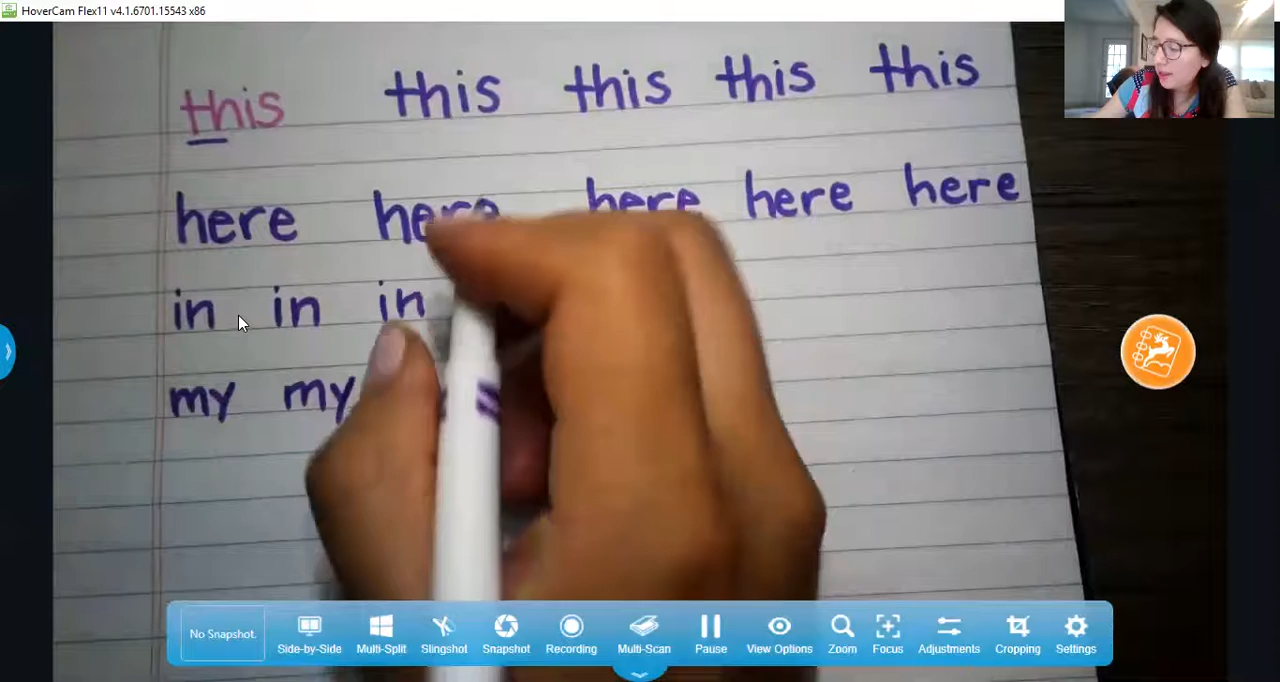 HoverCam Flex11 v4.1.6701.15543 x86
this this this this this
here here here here here
in in in
my my
No Snapshot.
Side-by-Side Multi-Split Slingshot Snapshot Recording Multi-Scan Pause View Options Zoom Focus Adjustments Cropping Settings